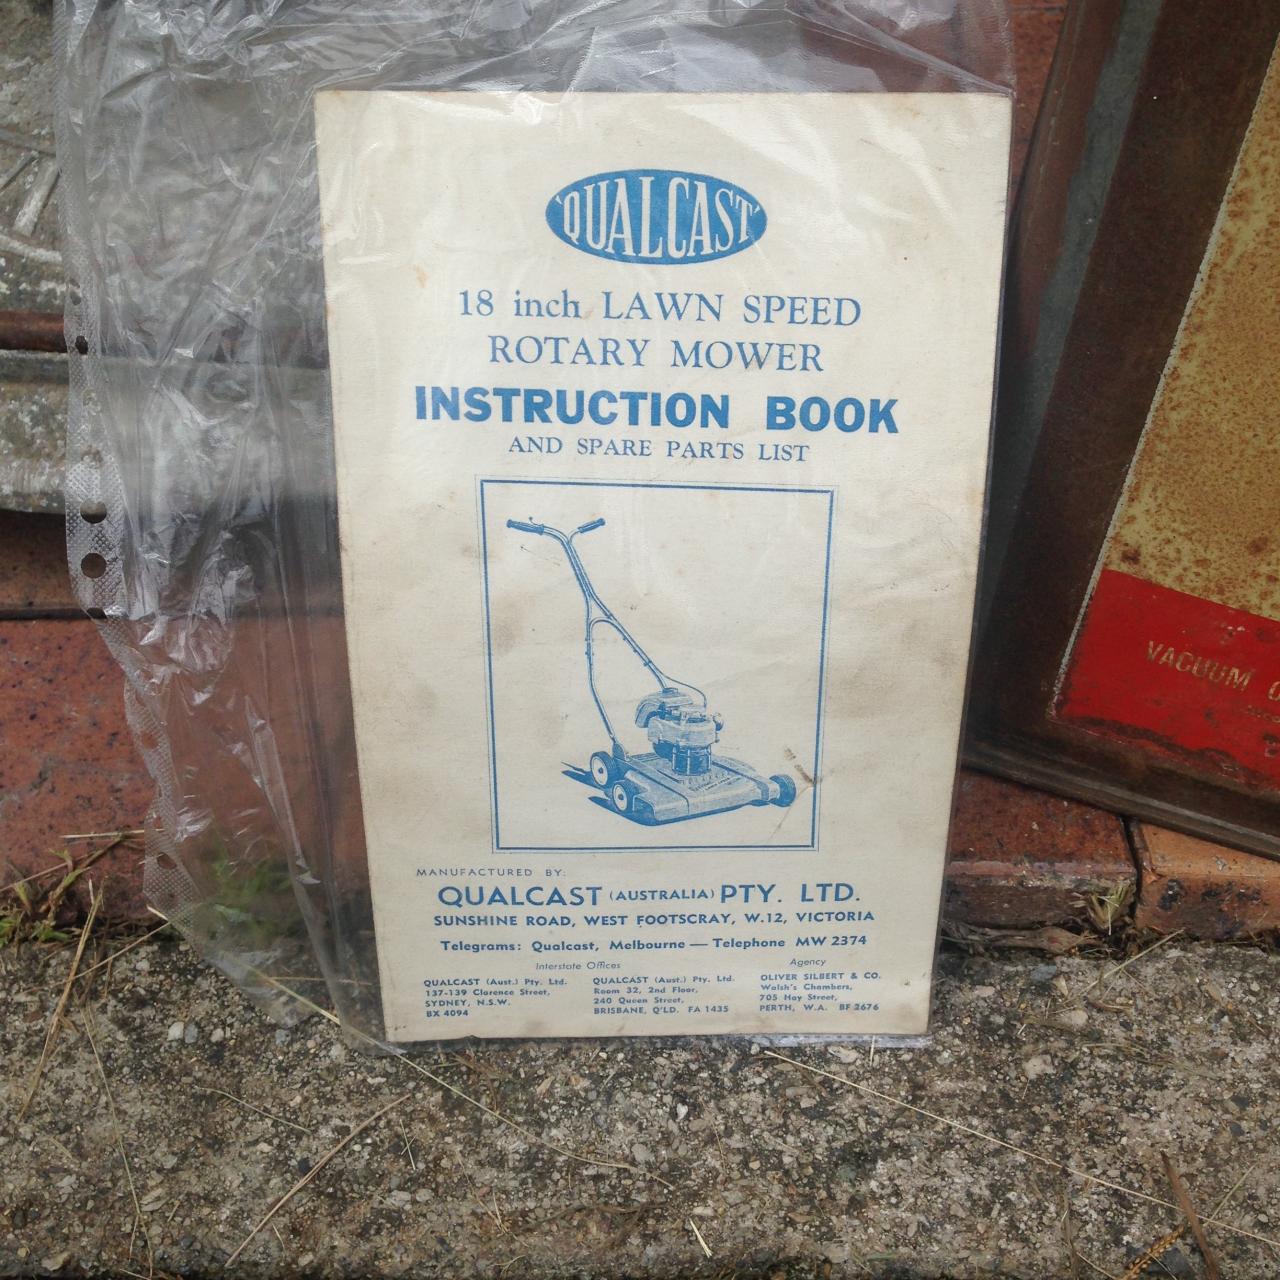 'QUALCAST'
18 inch LAWN SPEED
ROTARY MOWER
INSTRUCTION BOOK
AND SPARE PARTS LIST
MANUFACTURED BY:
QUALCAST (AUSTRALIA) PTY. LTD.
SUNSHINE ROAD, WEST FOOTSCRAY, W.12, VICTORIA
Telegrams: Qualcast, Melbourne — Telephone MW 2374
Interstate Offices
QUALCAST (Aust.) Pty. Ltd.
137-139 Clarence Street,
SYDNEY, N.S.W.
BX 4094
QUALCAST (Aust.) Pty. Ltd.
Room 32, 2nd Floor,
240 Queen Street,
BRISBANE, Q'LD. FA 1435
Agency
OLIVER SILBERT & CO.
Walsh's Chambers,
705 Hay Street,
PERTH, W.A. BF 2676
VACUUM